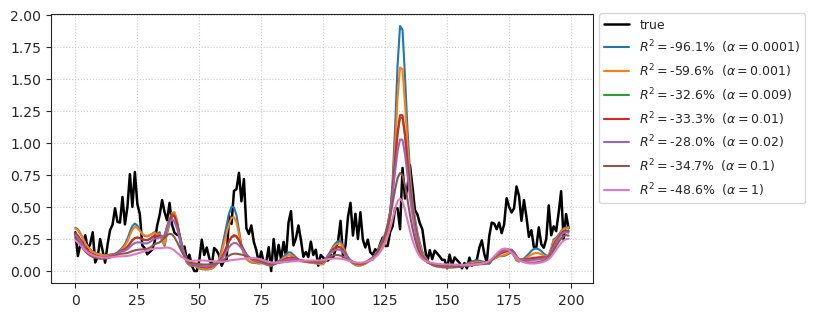 2.00
1.75
1.50
1.25
1.00
0.75
0.50
0.25
0.00
0 25 50 75 100 125 150 175 200
true
R² = -96.1% (α = 0.0001)
R² = -59.6% (α = 0.001)
R² = -32.6% (α = 0.009)
R² = -33.3% (α = 0.01)
R² = -28.0% (α = 0.02)
R² = -34.7% (α = 0.1)
R² = -48.6% (α = 1)